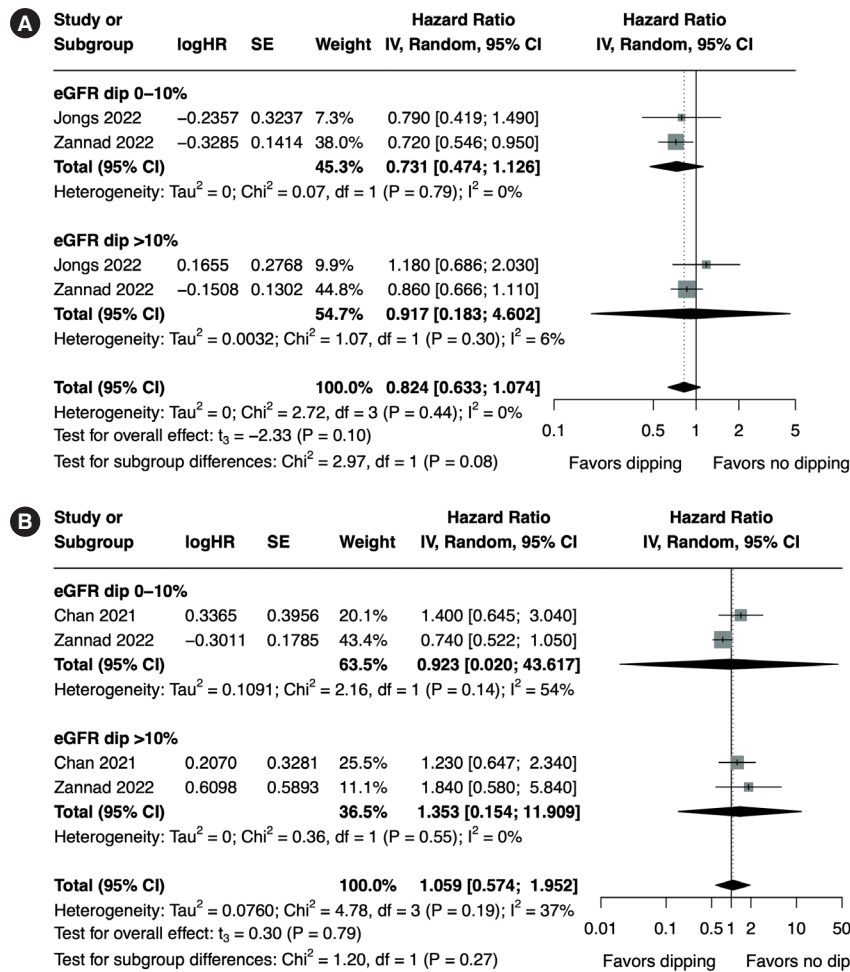 A
Study or Hazard Ratio Hazard Ratio
Subgroup logHR SE Weight IV, Random, 95% CI IV, Random, 95% CI
eGFR dip 0–10%
Jongs 2022 −0.2357 0.3237 7.3% 0.790 [0.419; 1.490]
Zannad 2022 −0.3285 0.1414 38.0% 0.720 [0.546; 0.950]
Total (95% CI) 45.3% 0.731 [0.474; 1.126]
Heterogeneity: Tau² = 0; Chi² = 0.07, df = 1 (P = 0.79); I² = 0%
eGFR dip >10%
Jongs 2022 0.1655 0.2768 9.9% 1.180 [0.686; 2.030]
Zannad 2022 −0.1508 0.1302 44.8% 0.860 [0.666; 1.110]
Total (95% CI) 54.7% 0.917 [0.183; 4.602]
Heterogeneity: Tau² = 0.0032; Chi² = 1.07, df = 1 (P = 0.30); I² = 6%
Total (95% CI) 100.0% 0.824 [0.633; 1.074]
Heterogeneity: Tau² = 0; Chi² = 2.72, df = 3 (P = 0.44); I² = 0%
Test for overall effect: t₃ = −2.33 (P = 0.10)
Test for subgroup differences: Chi² = 2.97, df = 1 (P = 0.08)
0.1 0.5 1 2 5
Favors dipping Favors no dipping
B
Study or Hazard Ratio Hazard Ratio
Subgroup logHR SE Weight IV, Random, 95% CI IV, Random, 95% CI
eGFR dip 0–10%
Chan 2021 0.3365 0.3956 20.1% 1.400 [0.645; 3.040]
Zannad 2022 −0.3011 0.1785 43.4% 0.740 [0.522; 1.050]
Total (95% CI) 63.5% 0.923 [0.020; 43.617]
Heterogeneity: Tau² = 0.1091; Chi² = 2.16, df = 1 (P = 0.14); I² = 54%
eGFR dip >10%
Chan 2021 0.2070 0.3281 25.5% 1.230 [0.647; 2.340]
Zannad 2022 0.6098 0.5893 11.1% 1.840 [0.580; 5.840]
Total (95% CI) 36.5% 1.353 [0.154; 11.909]
Heterogeneity: Tau² = 0; Chi² = 0.36, df = 1 (P = 0.55); I² = 0%
Total (95% CI) 100.0% 1.059 [0.574; 1.952]
Heterogeneity: Tau² = 0.0760; Chi² = 4.78, df = 3 (P = 0.19); I² = 37%
Test for overall effect: t₃ = 0.30 (P = 0.79)
Test for subgroup differences: Chi² = 1.20, df = 1 (P = 0.27)
0.01 0.1 0.5 1 2 10 50
Favors dipping Favors no dip